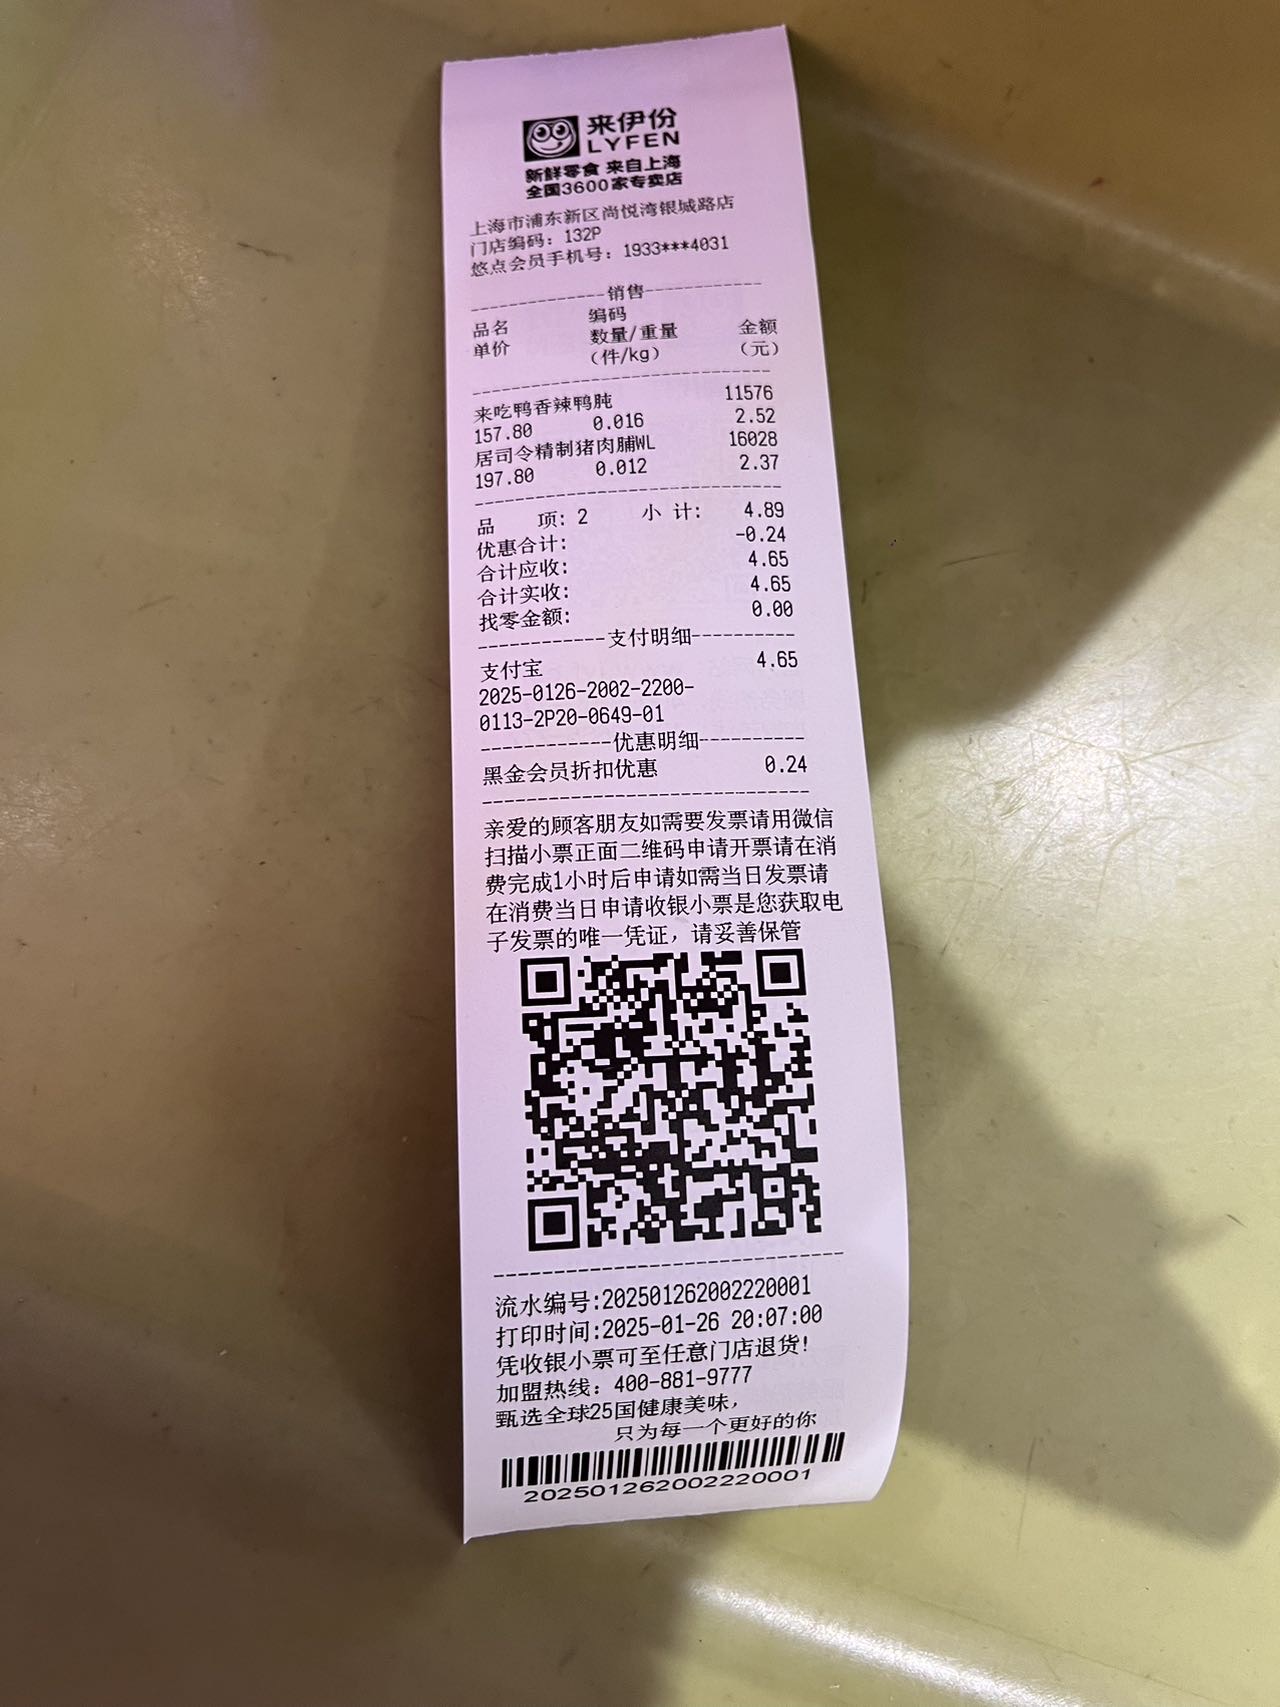 来伊份
LYFEN
新鲜零食 来自上海
全国3600家专卖店
上海市浦东新区尚悦湾银城路店
门店编码：132P
悠点会员手机号：1933***4031
--------------销售------------
品名 编码 金额
单价 数量/重量 （元）
（件/kg）
来吃鸭香辣鸭肫 11576
157.80 0.016 2.52
居司令精制猪肉脯WL 16028
197.80 0.012 2.37
品 项: 2 小 计: 4.89
优惠合计: -0.24
合计应收: 4.65
合计实收: 4.65
找零金额: 0.00
------------支付明细----------
支付宝 4.65
2025-0126-2002-2200-
0113-2P20-0649-01
------------优惠明细----------
黑金会员折扣优惠 0.24
亲爱的顾客朋友如需要发票请用微信
扫描小票正面二维码申请开票请在消
费完成1小时后申请如需当日发票请
在消费当日申请收银小票是您获取电
子发票的唯一凭证，请妥善保管
流水编号:202501262002220001
打印时间:2025-01-26 20:07:00
凭收银小票可至任意门店退货!
加盟热线：400-881-9777
甄选全球25国健康美味，
只为每一个更好的你
202501262002220001